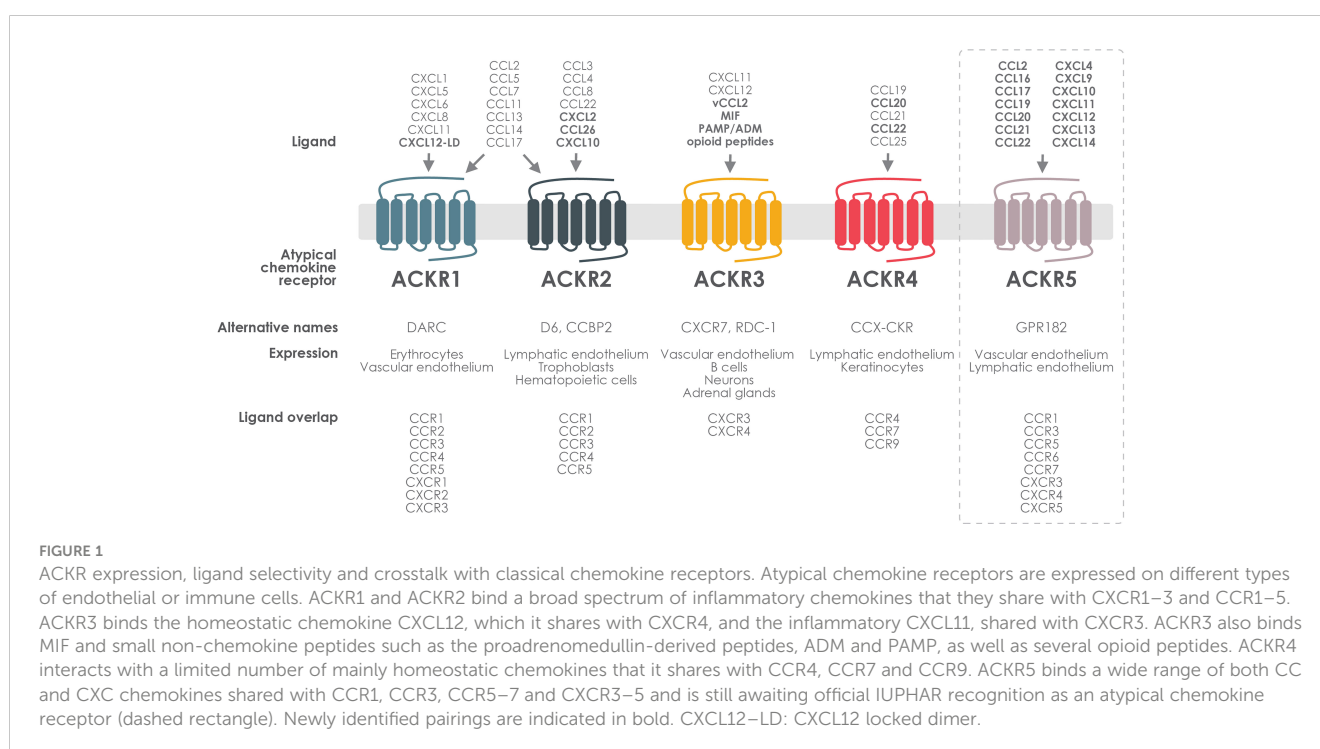 Ligand
CXCL1
CXCL5
CXCL6
CXCL8
CXCL11
CXCL12-LD
CCL2
CCL5
CCL7
CCL11
CCL13
CCL14
CCL17
CCL3
CCL4
CCL8
CCL22
CXCL2
CCL26
CXCL10
CXCL11
CXCL12
vCCL2
MIF
PAMP/ADM
opioid peptides
CCL19
CCL20
CCL21
CCL22
CCL25
CCL2 CXCL4
CCL16 CXCL9
CCL17 CXCL10
CCL19 CXCL11
CCL20 CXCL12
CCL21 CXCL13
CCL22 CXCL14
Atypical
chemokine
receptor
ACKR1 ACKR2 ACKR3 ACKR4 ACKR5
Alternative names DARC D6, CCBP2 CXCR7, RDC-1 CCX-CKR GPR182
Expression
Erythrocytes
Vascular endothelium
Lymphatic endothelium
Trophoblasts
Hematopoietic cells
Vascular endothelium
B cells
Neurons
Adrenal glands
Lymphatic endothelium
Keratinocytes
Vascular endothelium
Lymphatic endothelium
Ligand overlap
CCR1
CCR2
CCR3
CCR4
CCR5
CXCR1
CXCR2
CXCR3
CCR1
CCR2
CCR3
CCR4
CCR5
CXCR3
CXCR4
CCR4
CCR7
CCR9
CCR1
CCR3
CCR5
CCR6
CCR7
CXCR3
CXCR4
CXCR5
FIGURE 1
ACKR expression, ligand selectivity and crosstalk with classical chemokine receptors. Atypical chemokine receptors are expressed on different types
of endothelial or immune cells. ACKR1 and ACKR2 bind a broad spectrum of inflammatory chemokines that they share with CXCR1–3 and CCR1–5.
ACKR3 binds the homeostatic chemokine CXCL12, which it shares with CXCR4, and the inflammatory CXCL11, shared with CXCR3. ACKR3 also binds
MIF and small non-chemokine peptides such as the proadrenomedullin-derived peptides, ADM and PAMP, as well as several opioid peptides. ACKR4
interacts with a limited number of mainly homeostatic chemokines that it shares with CCR4, CCR7 and CCR9. ACKR5 binds a wide range of both CC
and CXC chemokines shared with CCR1, CCR3, CCR5–7 and CXCR3–5 and is still awaiting official IUPHAR recognition as an atypical chemokine
receptor (dashed rectangle). Newly identified pairings are indicated in bold. CXCL12–LD: CXCL12 locked dimer.